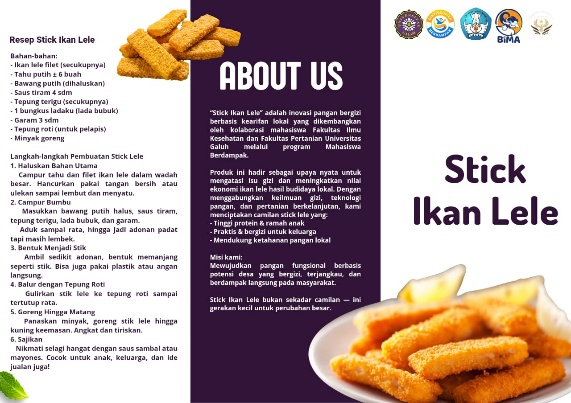 Resep Stick Ikan Lele
Bahan-bahan:
- Ikan lele filet (secukupnya)
- Tahu putih ± 6 buah
- Bawang putih (dihaluskan)
- Saus tiram 4 sdm
- Tepung terigu (secukupnya)
- 1 bungkus ladaku (lada bubuk)
- Garam 3 sdm
- Tepung roti (untuk pelapis)
- Minyak goreng
Langkah-langkah Pembuatan Stick Lele
1. Haluskan Bahan Utama
Campur tahu dan filet ikan lele dalam wadah
besar. Hancurkan pakai tangan bersih atau
ulekan sampai lembut dan menyatu.
2. Campur Bumbu
Masukkan bawang putih halus, saus tiram,
tepung terigu, lada bubuk, dan garam.
Aduk sampai rata, hingga jadi adonan padat
tapi masih lembek.
3. Bentuk Menjadi Stik
Ambil sedikit adonan, bentuk memanjang
seperti stik. Bisa juga pakai plastik atau angan
langsung.
4. Balur dengan Tepung Roti
Gulirkan stik lele ke tepung roti sampai
tertutup rata.
5. Goreng Hingga Matang
Panaskan minyak, goreng stik lele hingga
kuning keemasan. Angkat dan tiriskan.
6. Sajikan
Nikmati selagi hangat dengan saus sambal atau
mayones. Cocok untuk anak, keluarga, dan ide
jualan juga!
ABOUT US
"Stick Ikan Lele" adalah inovasi pangan bergizi
berbasis kearifan lokal yang dikembangkan
oleh kolaborasi mahasiswa Fakultas Ilmu
Kesehatan dan Fakultas Pertanian Universitas
Galuh melalui program Mahasiswa
Berdampak.
Produk ini hadir sebagai upaya nyata untuk
mengatasi isu gizi dan meningkatkan nilai
ekonomi ikan lele hasil budidaya lokal. Dengan
menggabungkan keilmuan gizi, teknologi
pangan, dan pertanian berkelanjutan, kami
menciptakan camilan stick lele yang:
- Tinggi protein & ramah anak
- Praktis & bergizi untuk keluarga
- Mendukung ketahanan pangan lokal
Misi kami:
Mewujudkan pangan fungsional berbasis
potensi desa yang bergizi, terjangkau, dan
berdampak langsung pada masyarakat.
Stick Ikan Lele bukan sekadar camilan — ini
gerakan kecil untuk perubahan besar.
BIMA
Stick
Ikan Lele